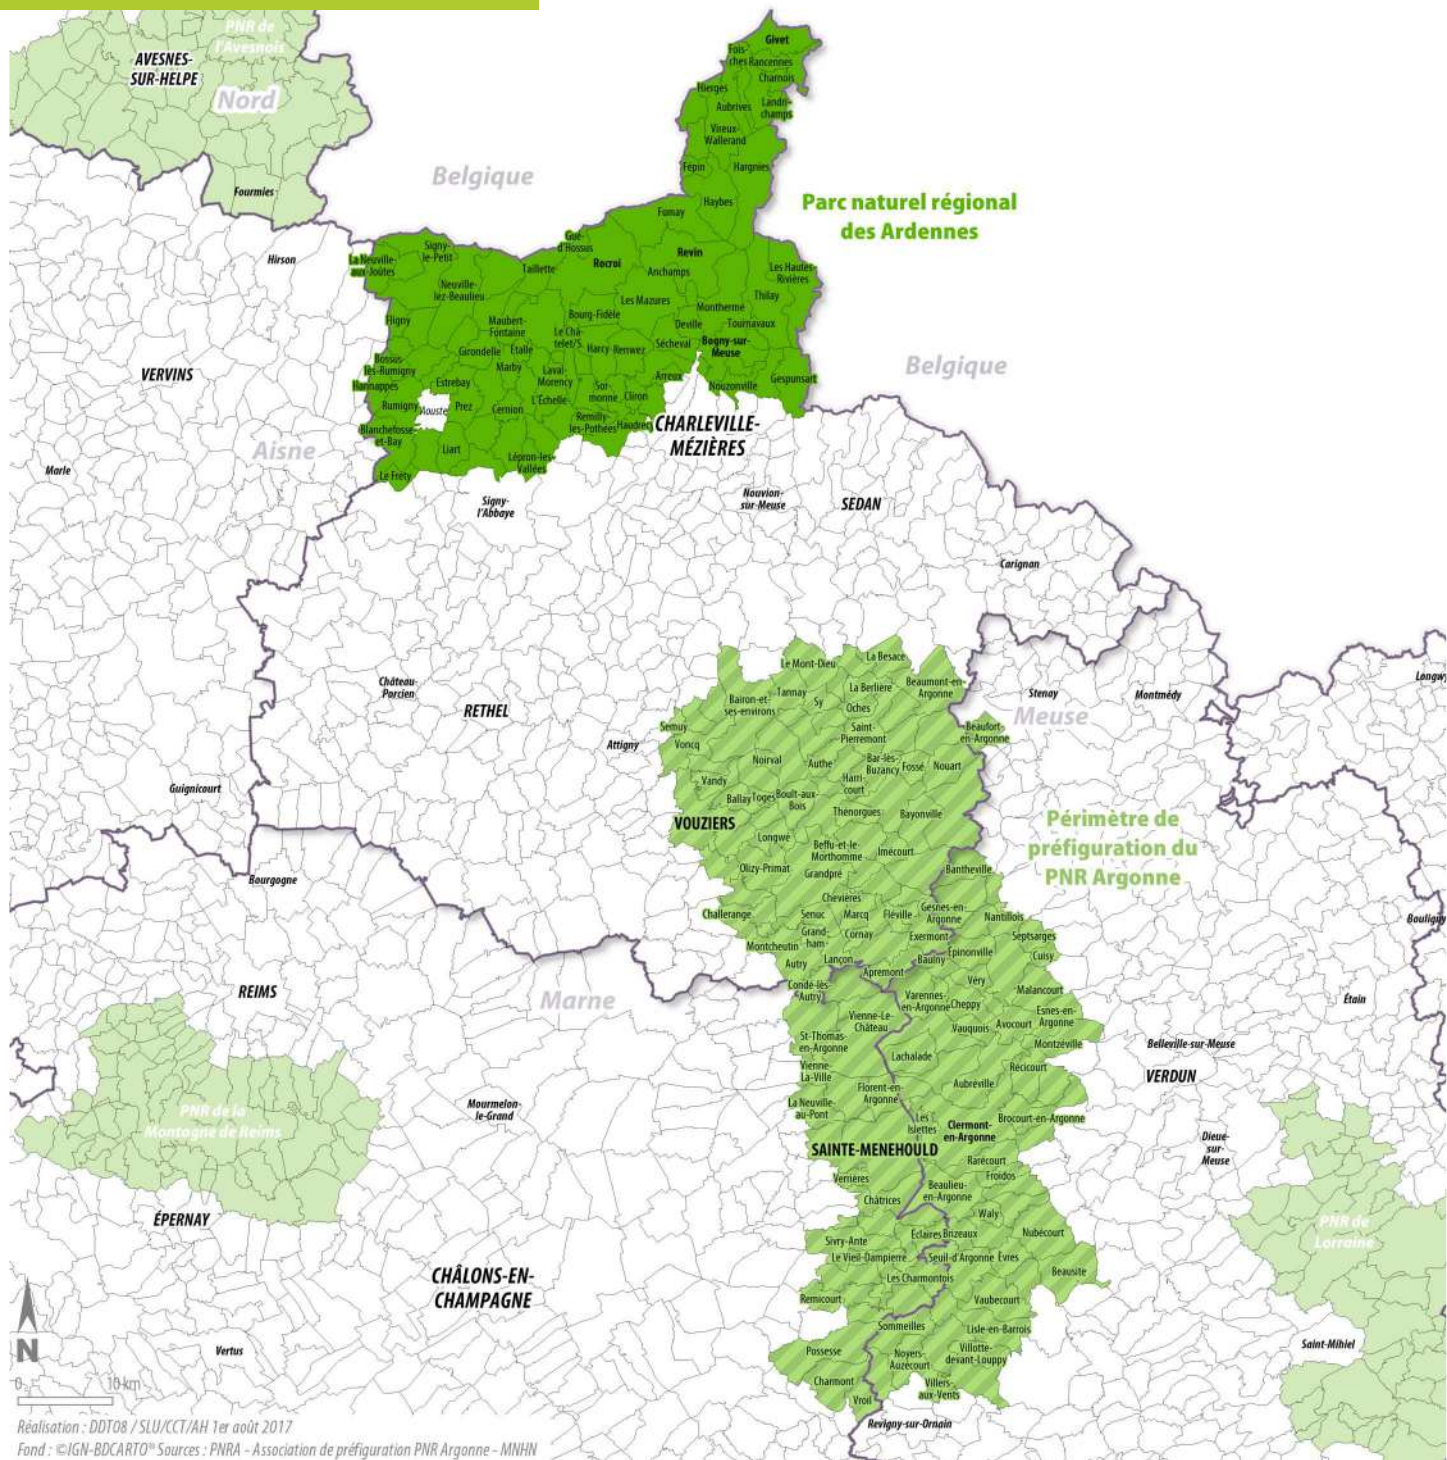 PNR de
l'Avesnois
AVESNES-
SUR-HELPE
Nord
Fourmies
Belgique
Givet
Fois-
ches
Rancennes
Charnois
Hierges
Aubrives
Landri-
champs
Vireux-
Wallerand
Fépin
Hargnies
Haybes
Fumay
Parc naturel régional
des Ardennes
Hirson
La Neuville-
aux-Joûtes
Signy-
le-Petit
Gué-
d'Hossus
Taillette
Rocroi
Revin
Anchamps
Les Hautes-
Rivières
Neuville-
lez-Beaulieu
Les Mazures
Thilay
Monthermé
Bourg-Fidèle
Higny
Maubert-
Fontaine
Deville
Tournavaux
Le Châ-
telet/S.
Sécheval
Bogny-sur-
Meuse
Girondelle
Étalle
Harcy
Renwez
Bossus-
lès-Rumigny
Marby
Laval-
Morency
Arreux
Gespunsart
Hannappes
Estrebay
Nouzonville
Sor-
monne
Cliron
L'Échelle
Rumigny
Aouste
Prez
Cernion
Remilly-
les-Pothées
Haudrec
Blanchefosse-
et-Bay
Liart
Lépron-les-
Vallées
Le Fréty
Belgique
VERVINS
Aisne
Marle
CHARLEVILLE-
MÉZIÈRES
Signy-
l'Abbaye
Nouvion-
sur-Meuse
SEDAN
Carignan
Château-
Porcien
RETHEL
Attigny
Le Mont-Dieu
La Besace
Bairon-et-
ses-environs
Tannay
Sy
La Berlière
Oches
Beaumont-en-
Argonne
Stenay
Montmédy
Longwy
Meuse
Semuy
Voncq
Saint-
Pierremont
Beaufort-
en-Argonne
Noirval
Authe
Bar-lès-
Buzancy
Fossé
Nouart
Vandy
Harri-
court
Ballay
Toges
Boult-aux-
Bois
Guignicourt
VOUZIERS
Thénorgues
Bayonville
Périmètre de
préfiguration du
PNR Argonne
Longwé
Beffu-et-le-
Morthomme
Imécourt
Olizy-Primat
Grandpré
Bantheville
Bourgogne
Chevières
Challerange
Senuc
Marcq
Fléville
Gesnes-en-
Argonne
Nantillois
Bouligny
Grand-
ham
Cornay
Exermont
Septsarges
Montcheutin
Épinonville
Cuisy
Autry
Lançon
Baulny
Apremont
REIMS
Marne
Condé-lès-
Autry
Véry
Malancourt
Étain
Varennes-
en-Argonne
Cheppy
Vienne-Le-
Château
Vauquois
Avocourt
Esnes-en-
Argonne
St-Thomas-
en-Argonne
Montzéville
Belleville-sur-Meuse
Lachalade
Récicourt
VERDUN
Vienne-
La-Ville
Aubréville
Florent-en-
Argonne
La Neuville-
au-Pont
PNR de la
Montagne de Reims
Mourmelon-
le-Grand
Les
Islettes
Clermont-
en-Argonne
Brocourt-en-Argonne
SAINTE-MENEHOULD
Dieue-
sur-
Meuse
Rarécourt
Froidos
Verrières
Beaulieu-
en-Argonne
Châtrices
Waly
ÉPERNAY
PNR de
Lorraine
Éclaires
Brizeaux
Nubécourt
Sivry-Ante
Le Vieil-Dampierre
Seuil-d'Argonne
Èvres
Beausite
CHÂLONS-EN-
CHAMPAGNE
Les Charmontois
Remicourt
Vaubecourt
Sommeilles
Lisle-en-Barrois
Saint-Mihiel
Vertus
Possesse
Noyers-
Auzécourt
Villotte-
devant-Louppy
Charmont
Villers-
aux-Vents
Vroil
Revigny-sur-Ornain
N
0
10 km
Réalisation : DDT08 / SLU/CCT/AH 1er août 2017
Fond : ©IGN-BDCARTO® Sources : PNRA - Association de préfiguration PNR Argonne - MNHN